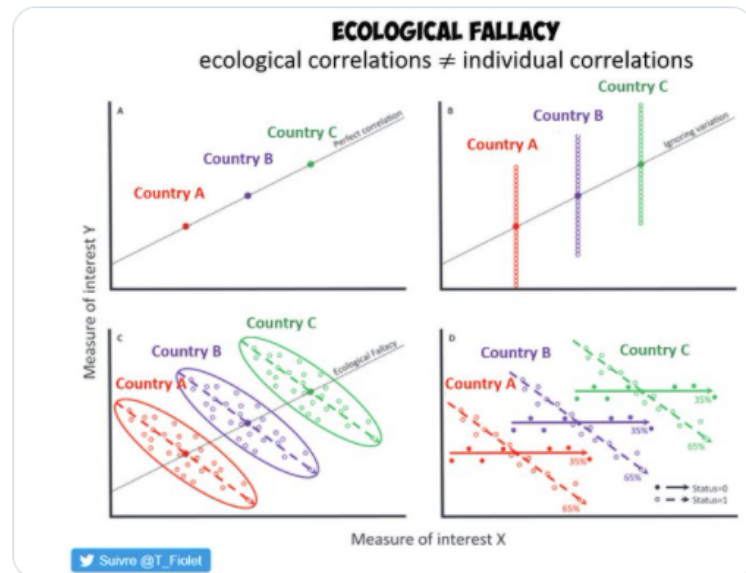 ECOLOGICAL FALLACY
ecological correlations ≠ individual correlations
A
Country A
Country B
Country C
Perfect correlation
B
Country A
Country B
Country C
Ignoring variation
Measure of interest Y
C
Country A
Country B
Country C
Ecological Fallacy
D
Country A
Country B
Country C
35%
35%
35%
65%
65%
65%
Status=0
Status=1
Measure of interest X
Suivre @T_Fiolet